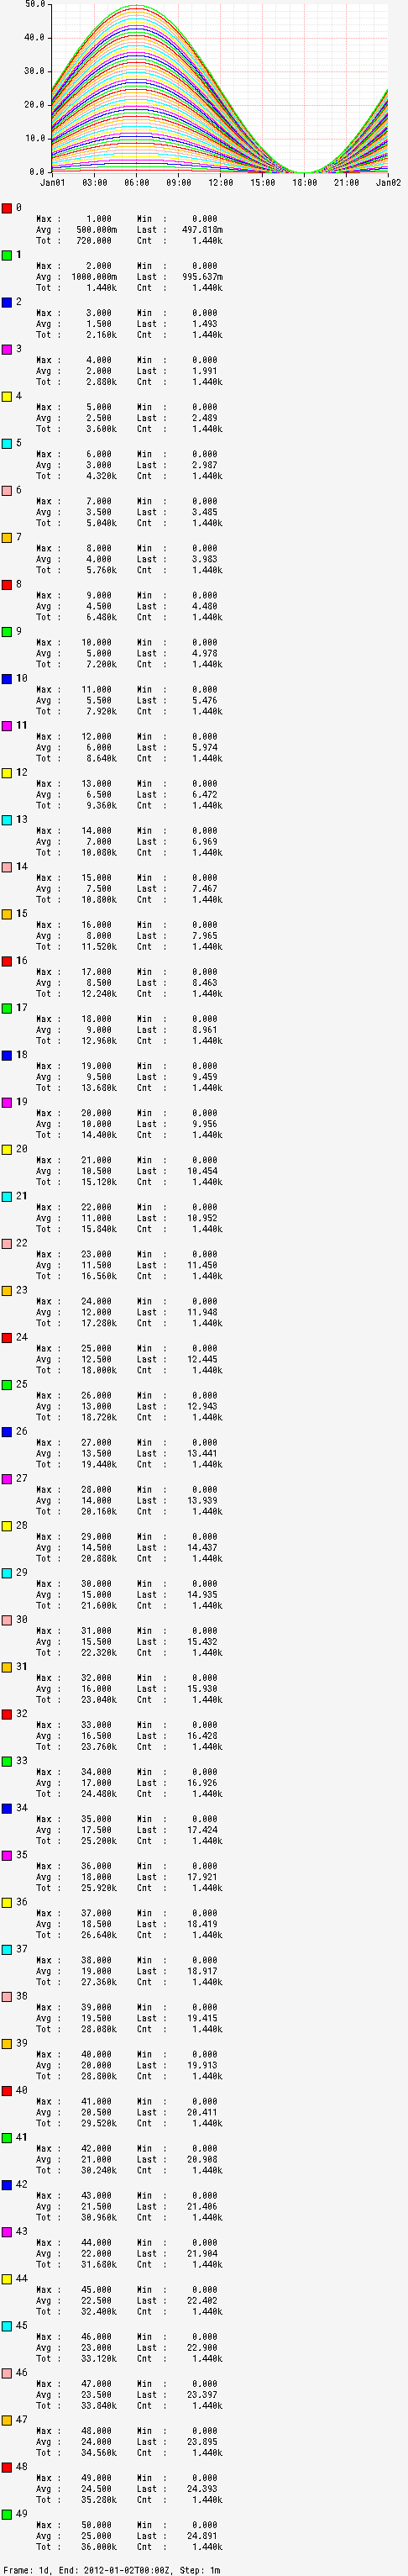 50.0
40.0
30.0
20.0
10.0
0.0
Jan01 03:00 06:00 09:00 12:00 15:00 18:00 21:00 Jan02
0
Max : 1.000 Min : 0.000
Avg : 500.000m Last : 497.818m
Tot : 720.000 Cnt : 1.440k
1
Max : 2.000 Min : 0.000
Avg : 1000.000m Last : 995.637m
Tot : 1.440k Cnt : 1.440k
2
Max : 3.000 Min : 0.000
Avg : 1.500 Last : 1.493
Tot : 2.160k Cnt : 1.440k
3
Max : 4.000 Min : 0.000
Avg : 2.000 Last : 1.991
Tot : 2.880k Cnt : 1.440k
4
Max : 5.000 Min : 0.000
Avg : 2.500 Last : 2.489
Tot : 3.600k Cnt : 1.440k
5
Max : 6.000 Min : 0.000
Avg : 3.000 Last : 2.987
Tot : 4.320k Cnt : 1.440k
6
Max : 7.000 Min : 0.000
Avg : 3.500 Last : 3.485
Tot : 5.040k Cnt : 1.440k
7
Max : 8.000 Min : 0.000
Avg : 4.000 Last : 3.983
Tot : 5.760k Cnt : 1.440k
8
Max : 9.000 Min : 0.000
Avg : 4.500 Last : 4.480
Tot : 6.480k Cnt : 1.440k
9
Max : 10.000 Min : 0.000
Avg : 5.000 Last : 4.978
Tot : 7.200k Cnt : 1.440k
10
Max : 11.000 Min : 0.000
Avg : 5.500 Last : 5.476
Tot : 7.920k Cnt : 1.440k
11
Max : 12.000 Min : 0.000
Avg : 6.000 Last : 5.974
Tot : 8.640k Cnt : 1.440k
12
Max : 13.000 Min : 0.000
Avg : 6.500 Last : 6.472
Tot : 9.360k Cnt : 1.440k
13
Max : 14.000 Min : 0.000
Avg : 7.000 Last : 6.969
Tot : 10.080k Cnt : 1.440k
14
Max : 15.000 Min : 0.000
Avg : 7.500 Last : 7.467
Tot : 10.800k Cnt : 1.440k
15
Max : 16.000 Min : 0.000
Avg : 8.000 Last : 7.965
Tot : 11.520k Cnt : 1.440k
16
Max : 17.000 Min : 0.000
Avg : 8.500 Last : 8.463
Tot : 12.240k Cnt : 1.440k
17
Max : 18.000 Min : 0.000
Avg : 9.000 Last : 8.961
Tot : 12.960k Cnt : 1.440k
18
Max : 19.000 Min : 0.000
Avg : 9.500 Last : 9.459
Tot : 13.680k Cnt : 1.440k
19
Max : 20.000 Min : 0.000
Avg : 10.000 Last : 9.956
Tot : 14.400k Cnt : 1.440k
20
Max : 21.000 Min : 0.000
Avg : 10.500 Last : 10.454
Tot : 15.120k Cnt : 1.440k
21
Max : 22.000 Min : 0.000
Avg : 11.000 Last : 10.952
Tot : 15.840k Cnt : 1.440k
22
Max : 23.000 Min : 0.000
Avg : 11.500 Last : 11.450
Tot : 16.560k Cnt : 1.440k
23
Max : 24.000 Min : 0.000
Avg : 12.000 Last : 11.948
Tot : 17.280k Cnt : 1.440k
24
Max : 25.000 Min : 0.000
Avg : 12.500 Last : 12.445
Tot : 18.000k Cnt : 1.440k
25
Max : 26.000 Min : 0.000
Avg : 13.000 Last : 12.943
Tot : 18.720k Cnt : 1.440k
26
Max : 27.000 Min : 0.000
Avg : 13.500 Last : 13.441
Tot : 19.440k Cnt : 1.440k
27
Max : 28.000 Min : 0.000
Avg : 14.000 Last : 13.939
Tot : 20.160k Cnt : 1.440k
28
Max : 29.000 Min : 0.000
Avg : 14.500 Last : 14.437
Tot : 20.880k Cnt : 1.440k
29
Max : 30.000 Min : 0.000
Avg : 15.000 Last : 14.935
Tot : 21.600k Cnt : 1.440k
30
Max : 31.000 Min : 0.000
Avg : 15.500 Last : 15.432
Tot : 22.320k Cnt : 1.440k
31
Max : 32.000 Min : 0.000
Avg : 16.000 Last : 15.930
Tot : 23.040k Cnt : 1.440k
32
Max : 33.000 Min : 0.000
Avg : 16.500 Last : 16.428
Tot : 23.760k Cnt : 1.440k
33
Max : 34.000 Min : 0.000
Avg : 17.000 Last : 16.926
Tot : 24.480k Cnt : 1.440k
34
Max : 35.000 Min : 0.000
Avg : 17.500 Last : 17.424
Tot : 25.200k Cnt : 1.440k
35
Max : 36.000 Min : 0.000
Avg : 18.000 Last : 17.921
Tot : 25.920k Cnt : 1.440k
36
Max : 37.000 Min : 0.000
Avg : 18.500 Last : 18.419
Tot : 26.640k Cnt : 1.440k
37
Max : 38.000 Min : 0.000
Avg : 19.000 Last : 18.917
Tot : 27.360k Cnt : 1.440k
38
Max : 39.000 Min : 0.000
Avg : 19.500 Last : 19.415
Tot : 28.080k Cnt : 1.440k
39
Max : 40.000 Min : 0.000
Avg : 20.000 Last : 19.913
Tot : 28.800k Cnt : 1.440k
40
Max : 41.000 Min : 0.000
Avg : 20.500 Last : 20.411
Tot : 29.520k Cnt : 1.440k
41
Max : 42.000 Min : 0.000
Avg : 21.000 Last : 20.908
Tot : 30.240k Cnt : 1.440k
42
Max : 43.000 Min : 0.000
Avg : 21.500 Last : 21.406
Tot : 30.960k Cnt : 1.440k
43
Max : 44.000 Min : 0.000
Avg : 22.000 Last : 21.904
Tot : 31.680k Cnt : 1.440k
44
Max : 45.000 Min : 0.000
Avg : 22.500 Last : 22.402
Tot : 32.400k Cnt : 1.440k
45
Max : 46.000 Min : 0.000
Avg : 23.000 Last : 22.900
Tot : 33.120k Cnt : 1.440k
46
Max : 47.000 Min : 0.000
Avg : 23.500 Last : 23.397
Tot : 33.840k Cnt : 1.440k
47
Max : 48.000 Min : 0.000
Avg : 24.000 Last : 23.895
Tot : 34.560k Cnt : 1.440k
48
Max : 49.000 Min : 0.000
Avg : 24.500 Last : 24.393
Tot : 35.280k Cnt : 1.440k
49
Max : 50.000 Min : 0.000
Avg : 25.000 Last : 24.891
Tot : 36.000k Cnt : 1.440k
Frame: 1d, End: 2012-01-02T00:00Z, Step: 1m